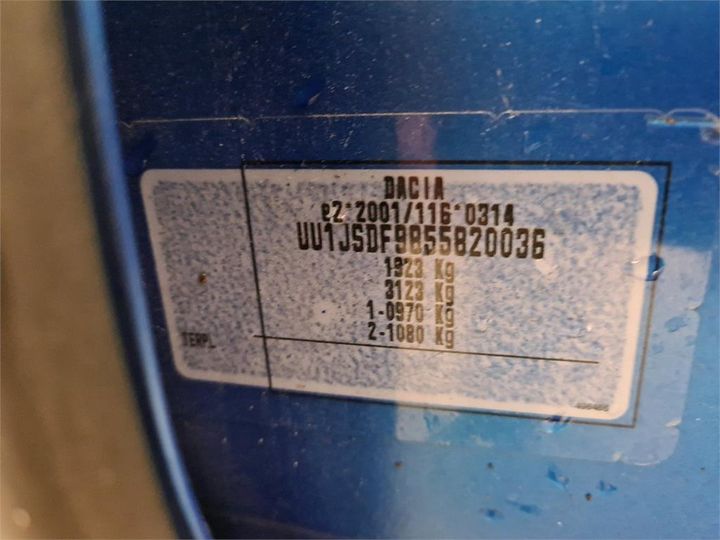 DACIA
e2*2001/116*0314
UU1JSDF9855820036
1923 Kg
3123 Kg
1-0970 Kg
2-1080 Kg
TERPL